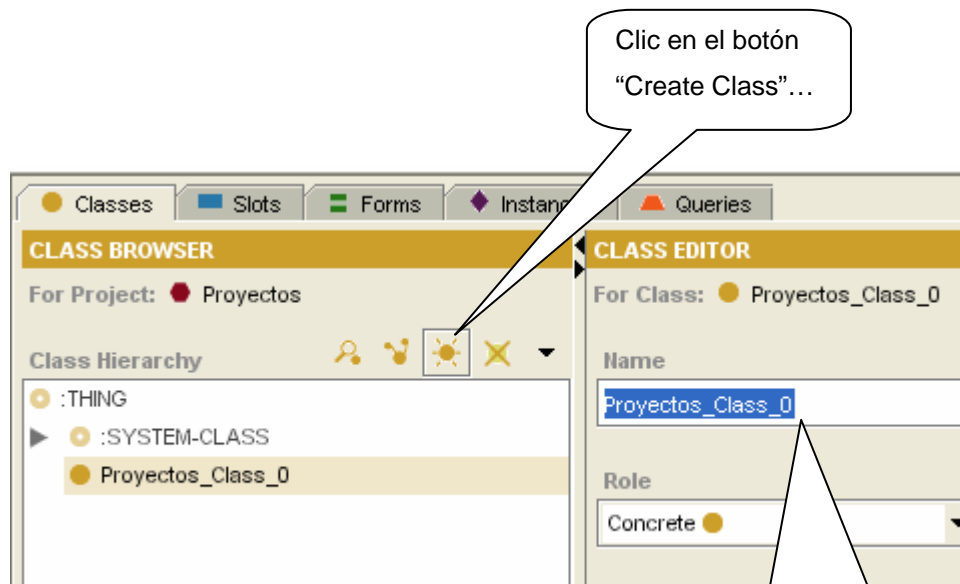 Clic en el botón
“Create Class”…
Classes Slots Forms Queries
CLASS BROWSER
CLASS EDITOR
For Project: Proyectos
For Class: Proyectos_Class_0
Class Hierarchy
Name
:THING
Proyectos_Class_0
:SYSTEM-CLASS
Proyectos_Class_0
Role
Concrete